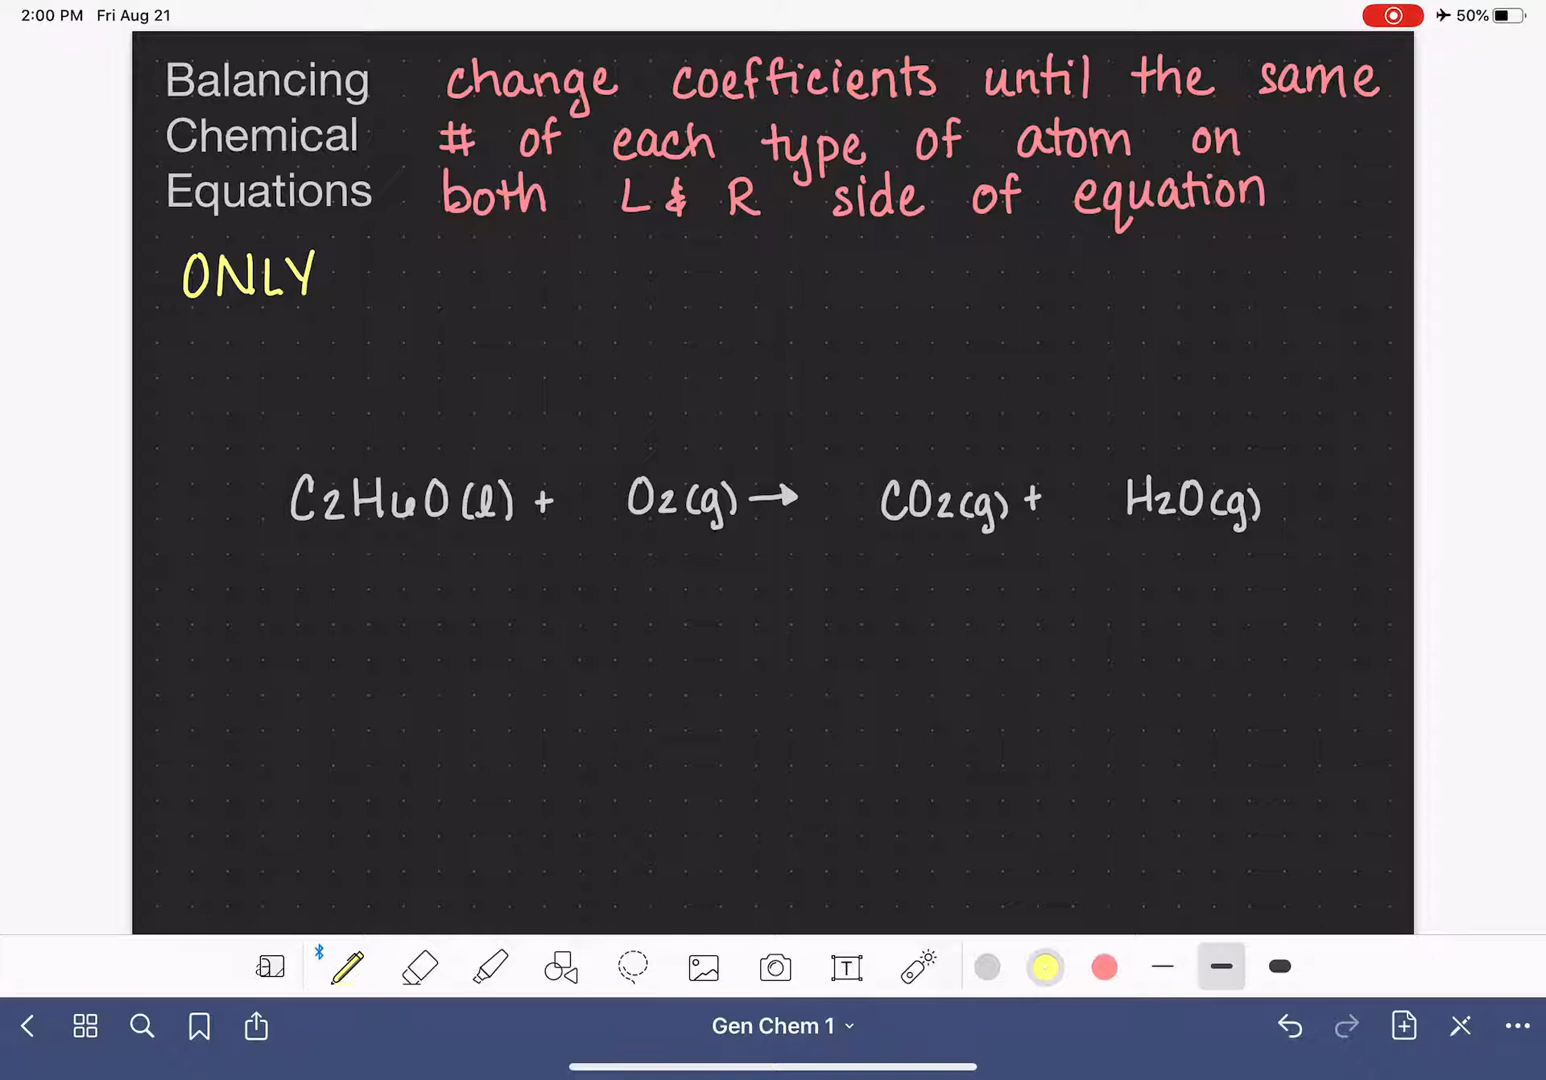 2:00 PM Fri Aug 21 50%
Balancing change coefficients until the same
Chemical # of each type of atom on
Equations both L & R side of equation
ONLY
C2H6O(l) + O2(g) → CO2(g) + H2O(g)
T
Gen Chem 1